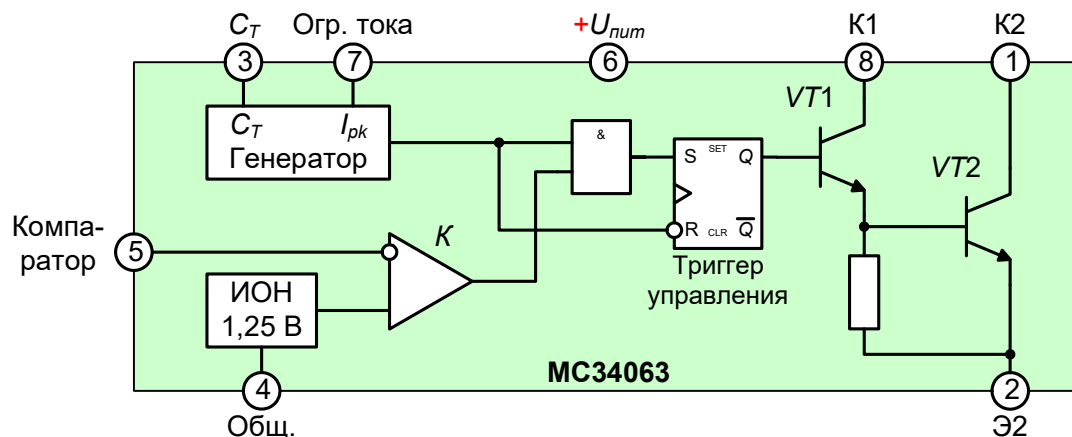 C_T Огр. тока +U_пит К1 К2
3 7 6 8 1
VT1
C_T I_pk
Генератор
&
S SET Q
VT2
R CLR Q̅
Компа-
ратор
5
К
Триггер
управления
ИОН
1,25 В
MC34063
4
Общ.
2
Э2